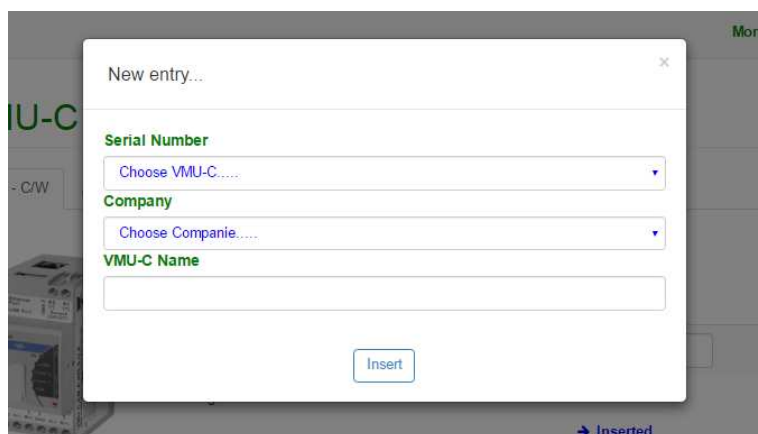 Mor
New entry...
×
IU-C
Serial Number
Choose VMU-C.....
- C/W
Company
Choose Companie.....
VMU-C Name
Insert
Inserted